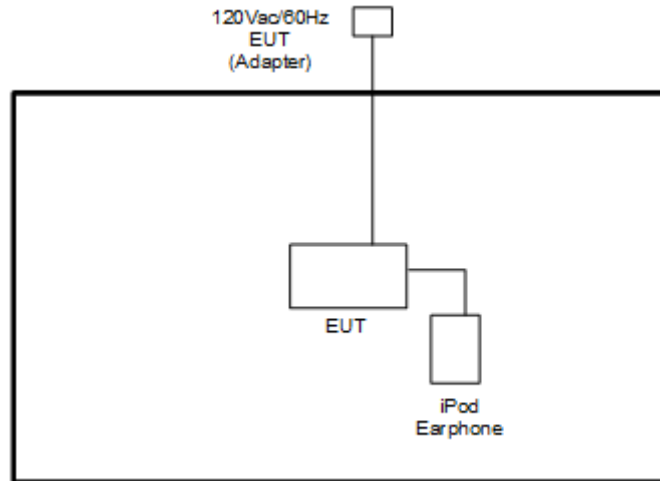 120Vac/60Hz
EUT
(Adapter)
EUT
iPod
Earphone